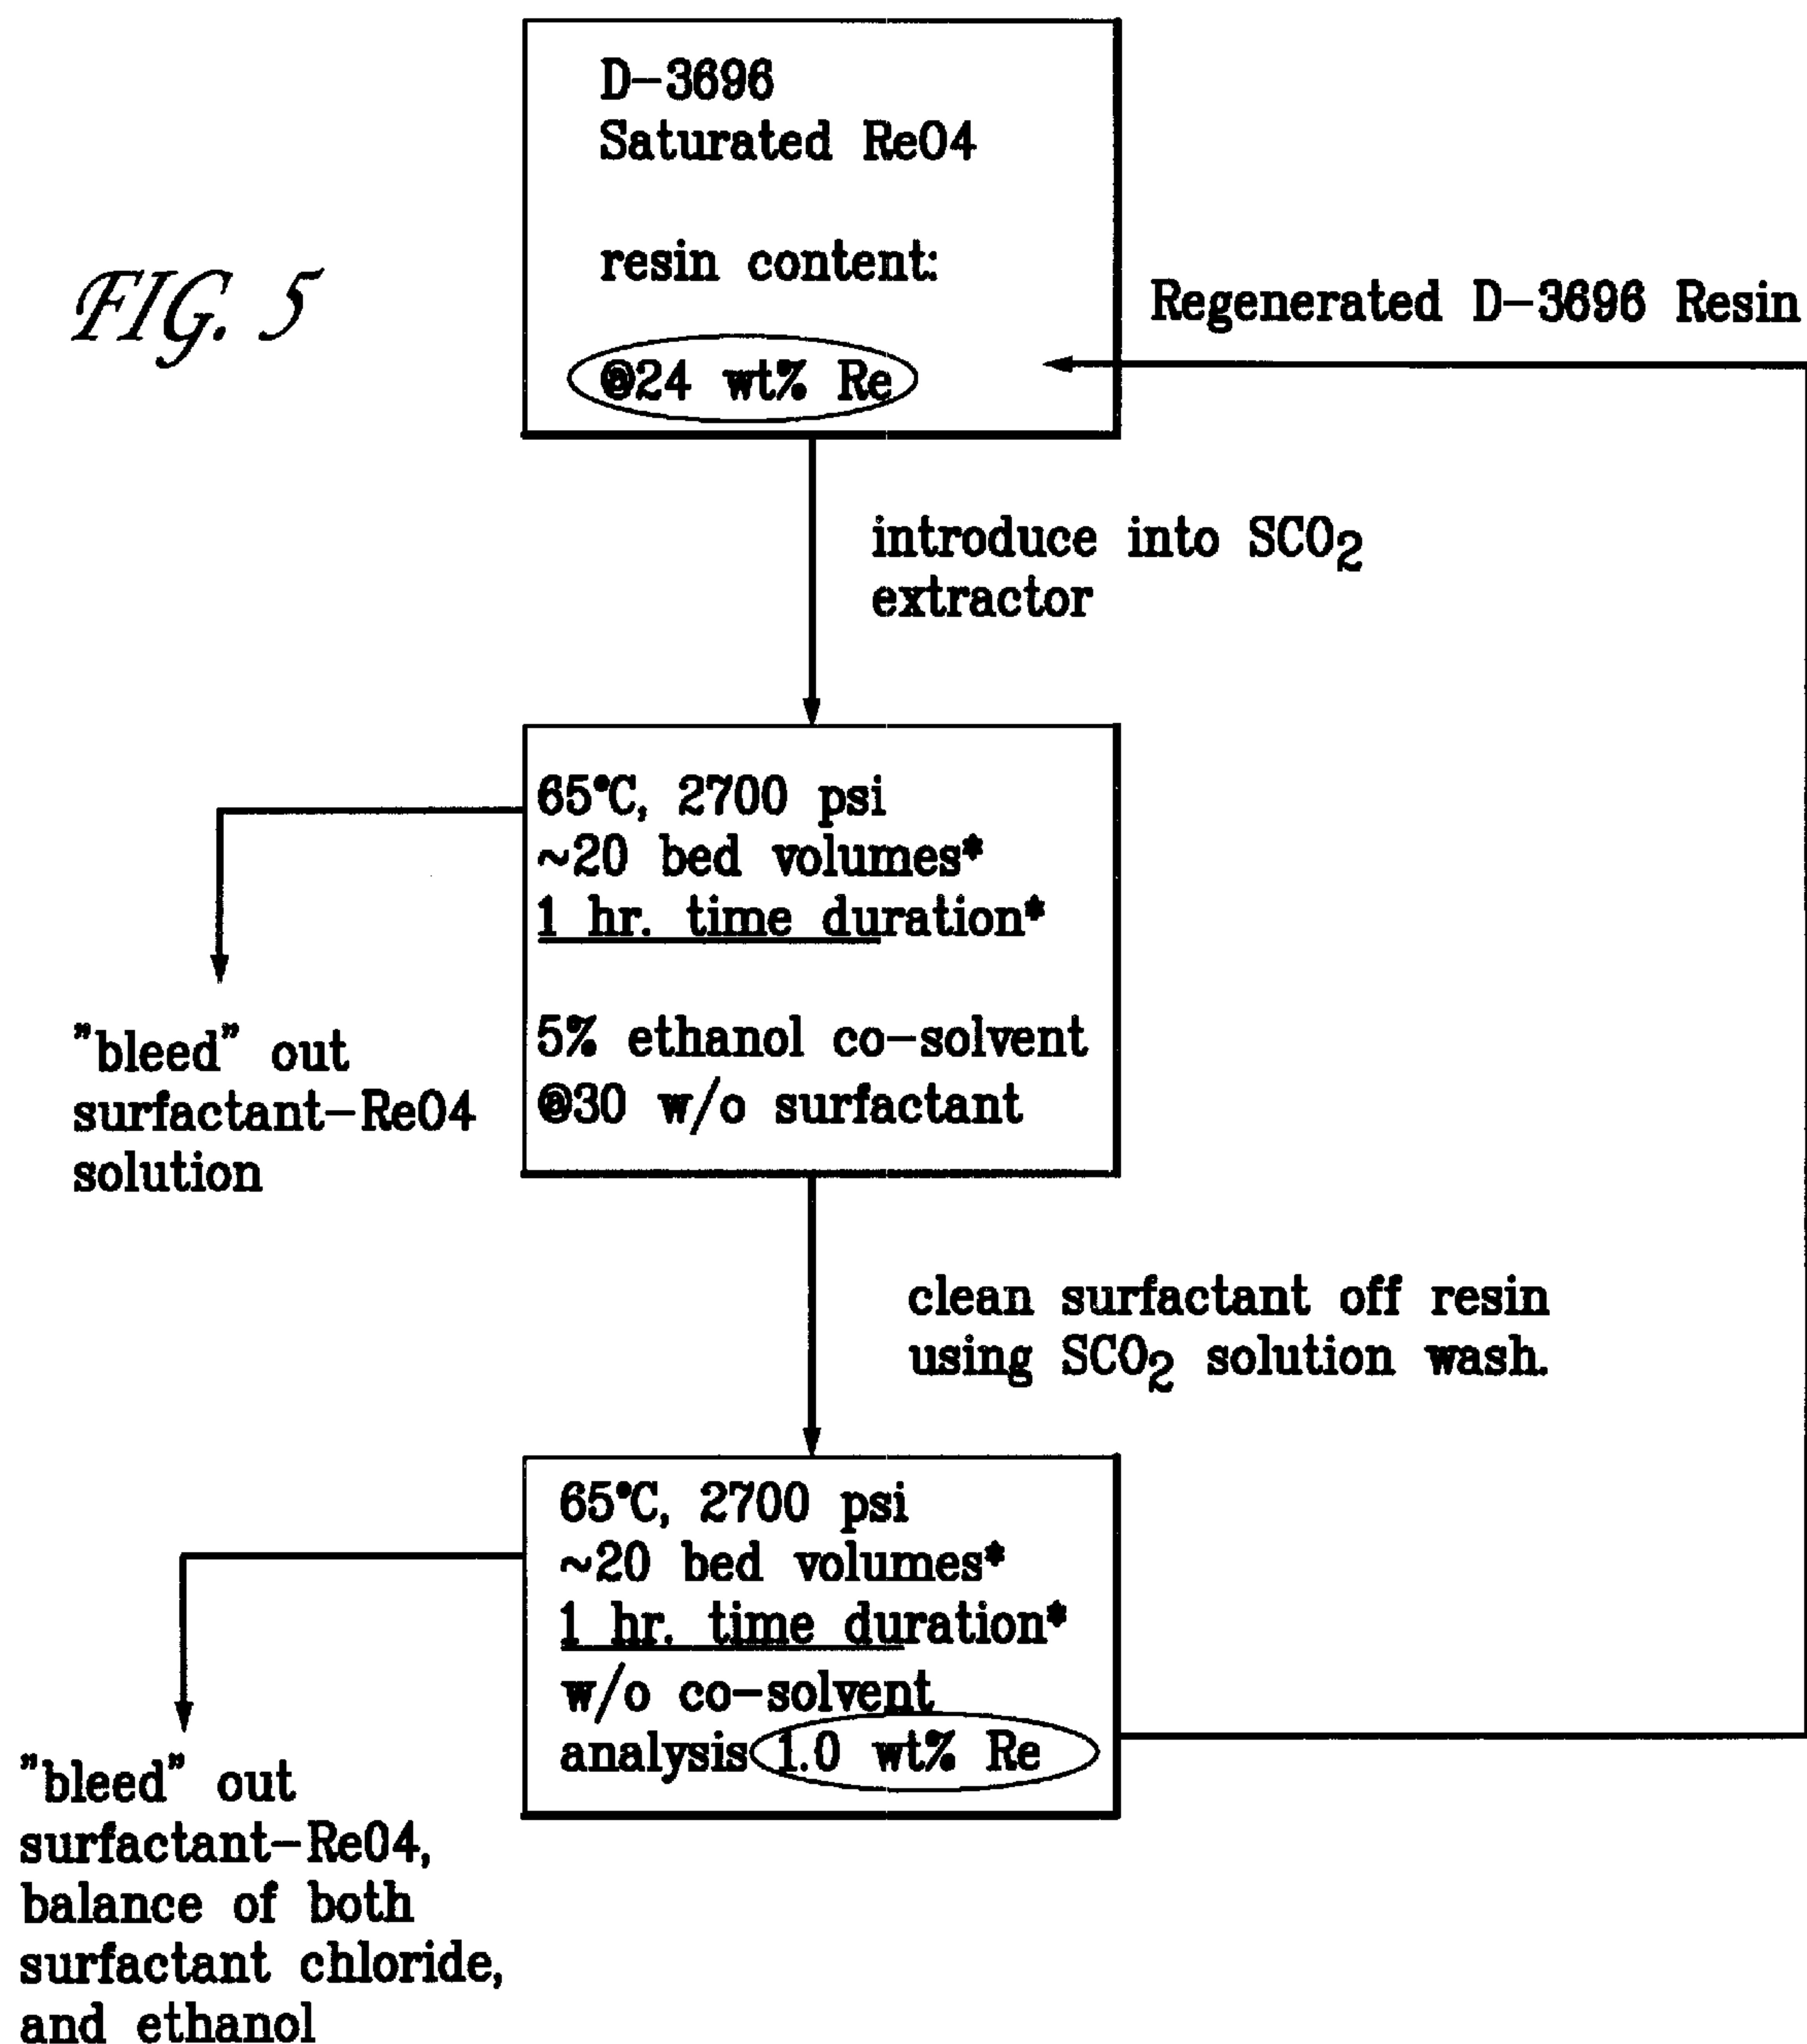 FIG. 5
D-3696
Saturated ReO4
resin content:
@24 wt% Re
Regenerated D-3696 Resin
introduce into SCO₂
extractor
65°C, 2700 psi
~20 bed volumes*
1 hr. time duration*
5% ethanol co-solvent
@30 w/o surfactant
"bleed" out
surfactant-ReO4
solution
clean surfactant off resin
using SCO₂ solution wash.
65°C, 2700 psi
~20 bed volumes*
1 hr. time duration*
w/o co-solvent
analysis 1.0 wt% Re
"bleed" out
surfactant-ReO4,
balance of both
surfactant chloride,
and ethanol